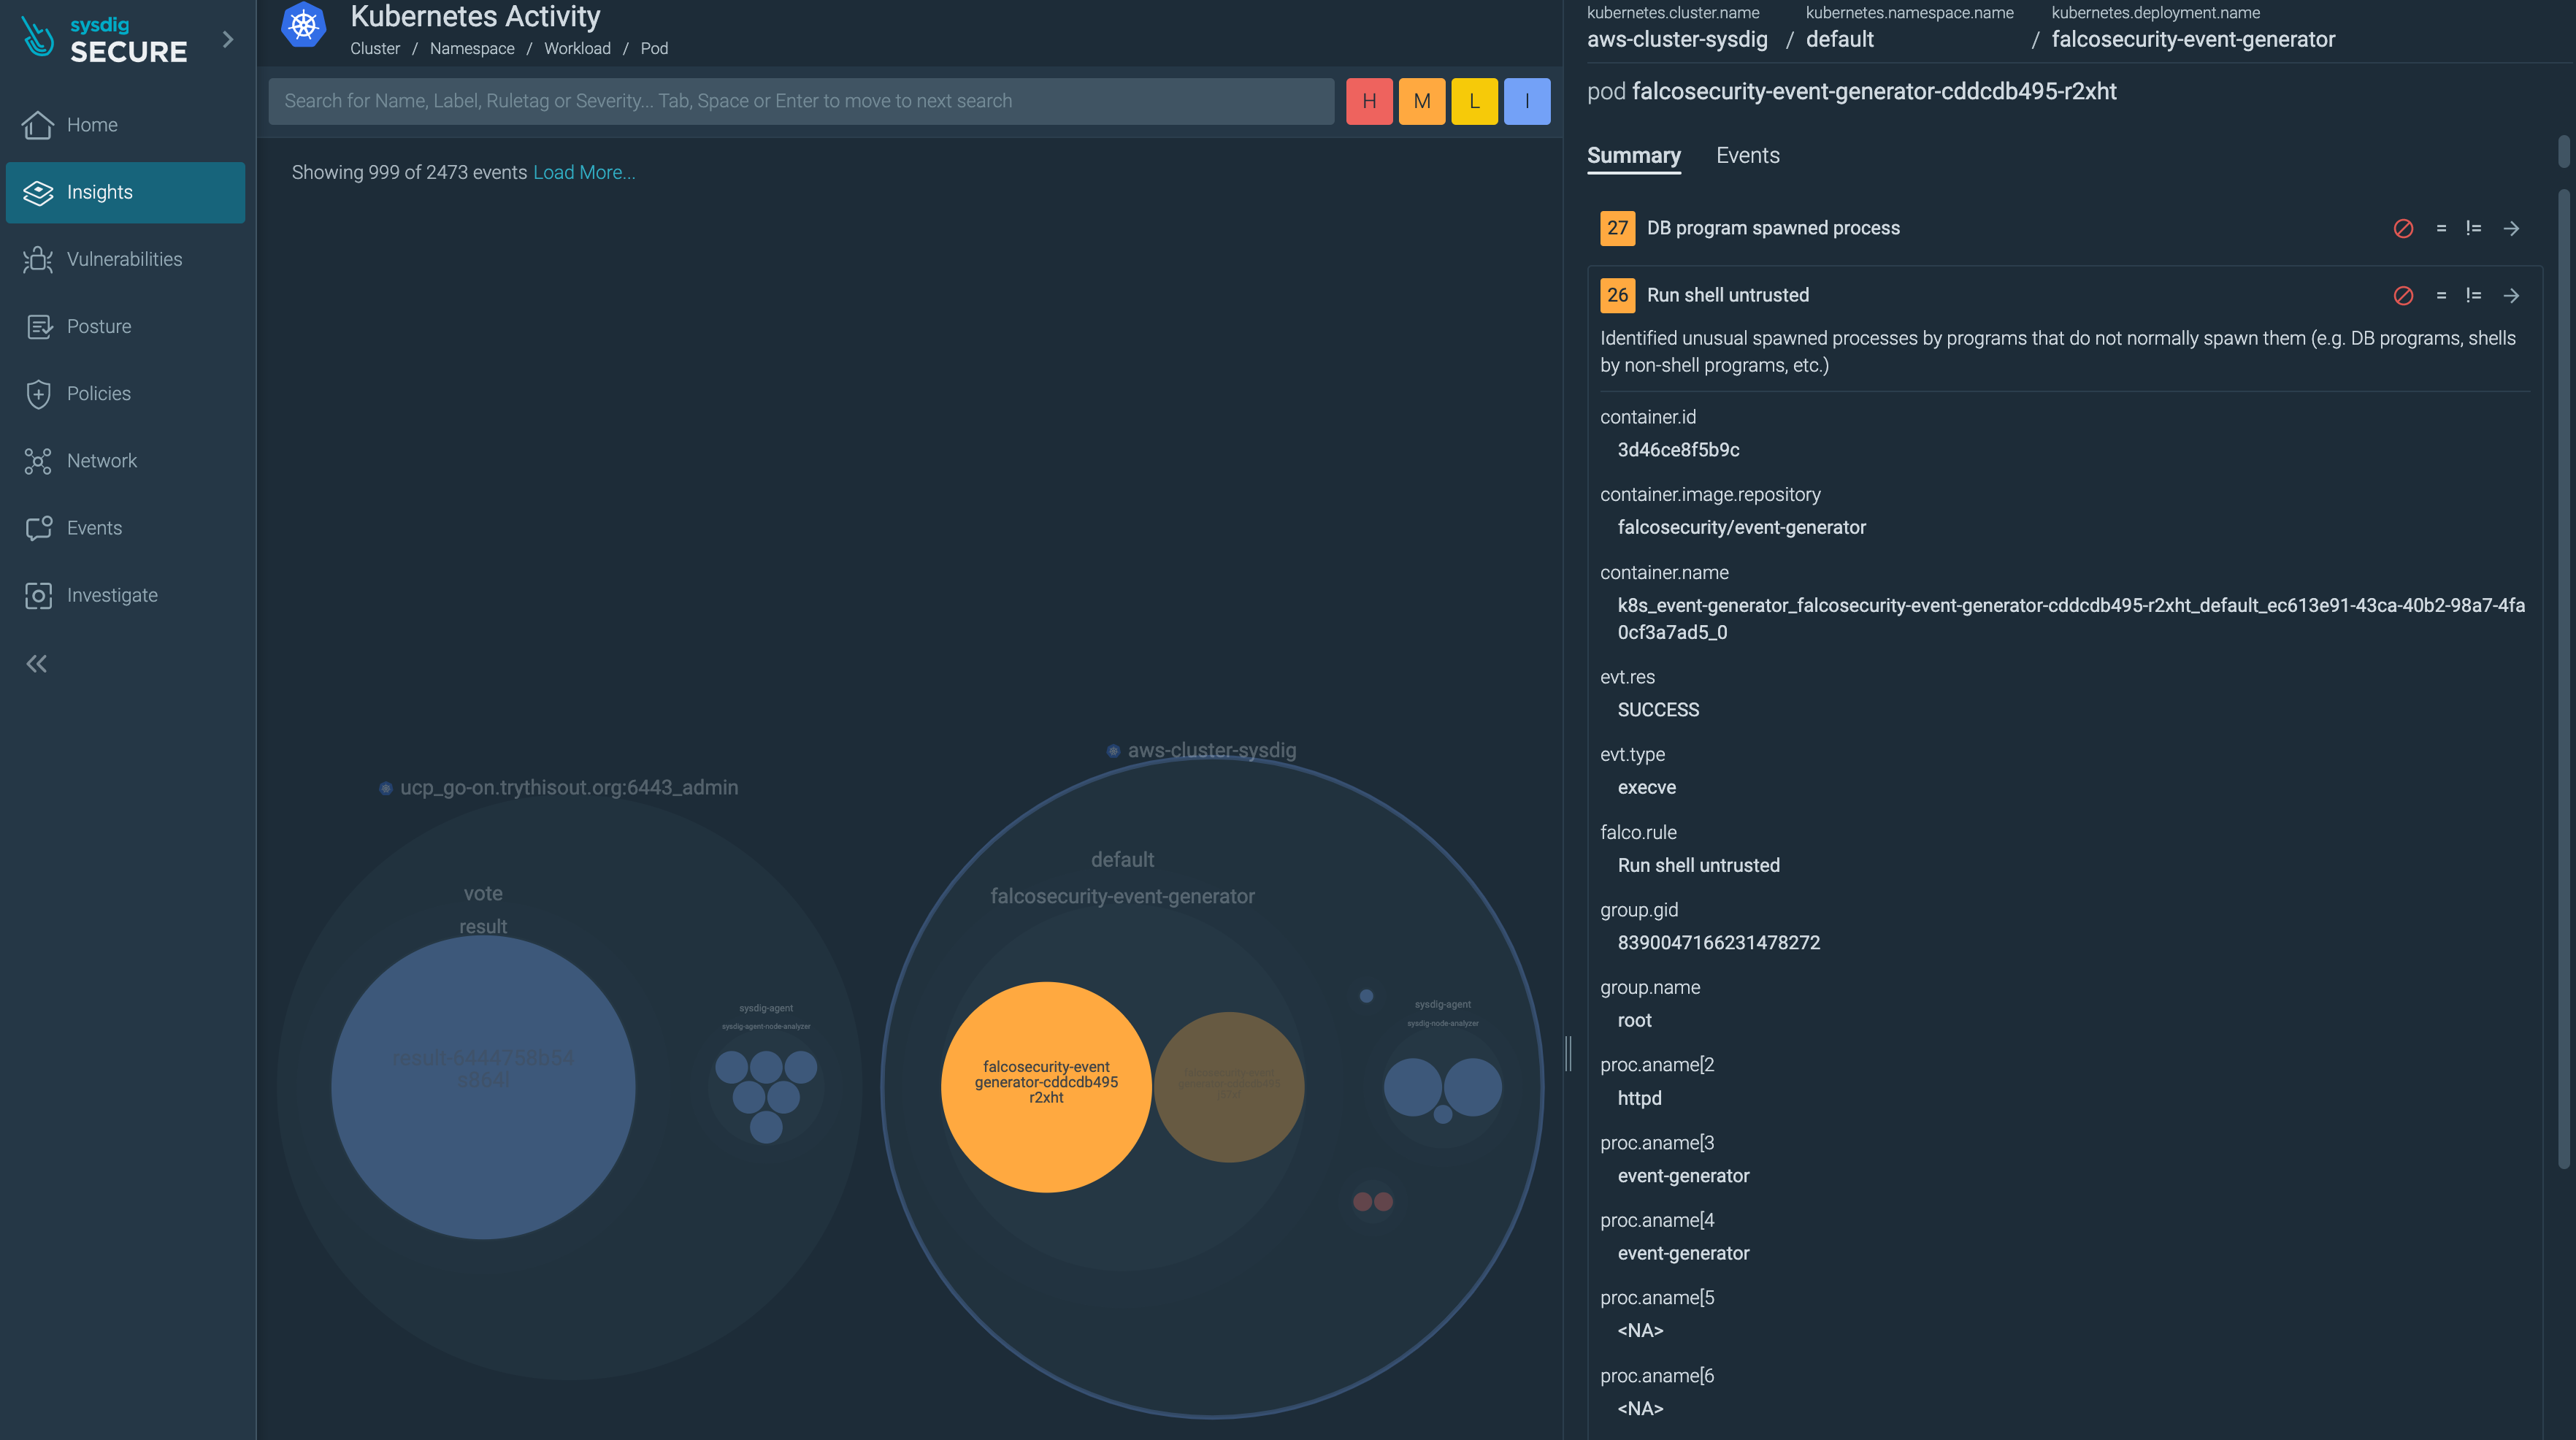 sysdig
SECURE
Home
Insights
Vulnerabilities
Posture
Policies
Network
Events
Investigate
Kubernetes Activity
Cluster / Namespace / Workload / Pod
Search for Name, Label, Ruletag or Severity... Tab, Space or Enter to move to next search
H M L I
Showing 999 of 2473 events Load More...
ucp_go-on.trythisout.org:6443_admin
vote
result
result-6444758b54
s864l
sysdig-agent
sysdig-agent-node-analyzer
aws-cluster-sysdig
default
falcosecurity-event-generator
falcosecurity-event
generator-cddcdb495
r2xht
sysdig-agent
sysdig-node-analyzer
kubernetes.cluster.name kubernetes.namespace.name kubernetes.deployment.name
aws-cluster-sysdig / default / falcosecurity-event-generator
pod falcosecurity-event-generator-cddcdb495-r2xht
Summary Events
27 DB program spawned process = !=
26 Run shell untrusted = !=
Identified unusual spawned processes by programs that do not normally spawn them (e.g. DB programs, shells
by non-shell programs, etc.)
container.id
3d46ce8f5b9c
container.image.repository
falcosecurity/event-generator
container.name
k8s_event-generator_falcosecurity-event-generator-cddcdb495-r2xht_default_ec613e91-43ca-40b2-98a7-4fa
0cf3a7ad5_0
evt.res
SUCCESS
evt.type
execve
falco.rule
Run shell untrusted
group.gid
8390047166231478272
group.name
root
proc.aname[2
httpd
proc.aname[3
event-generator
proc.aname[4
event-generator
proc.aname[5
<NA>
proc.aname[6
<NA>